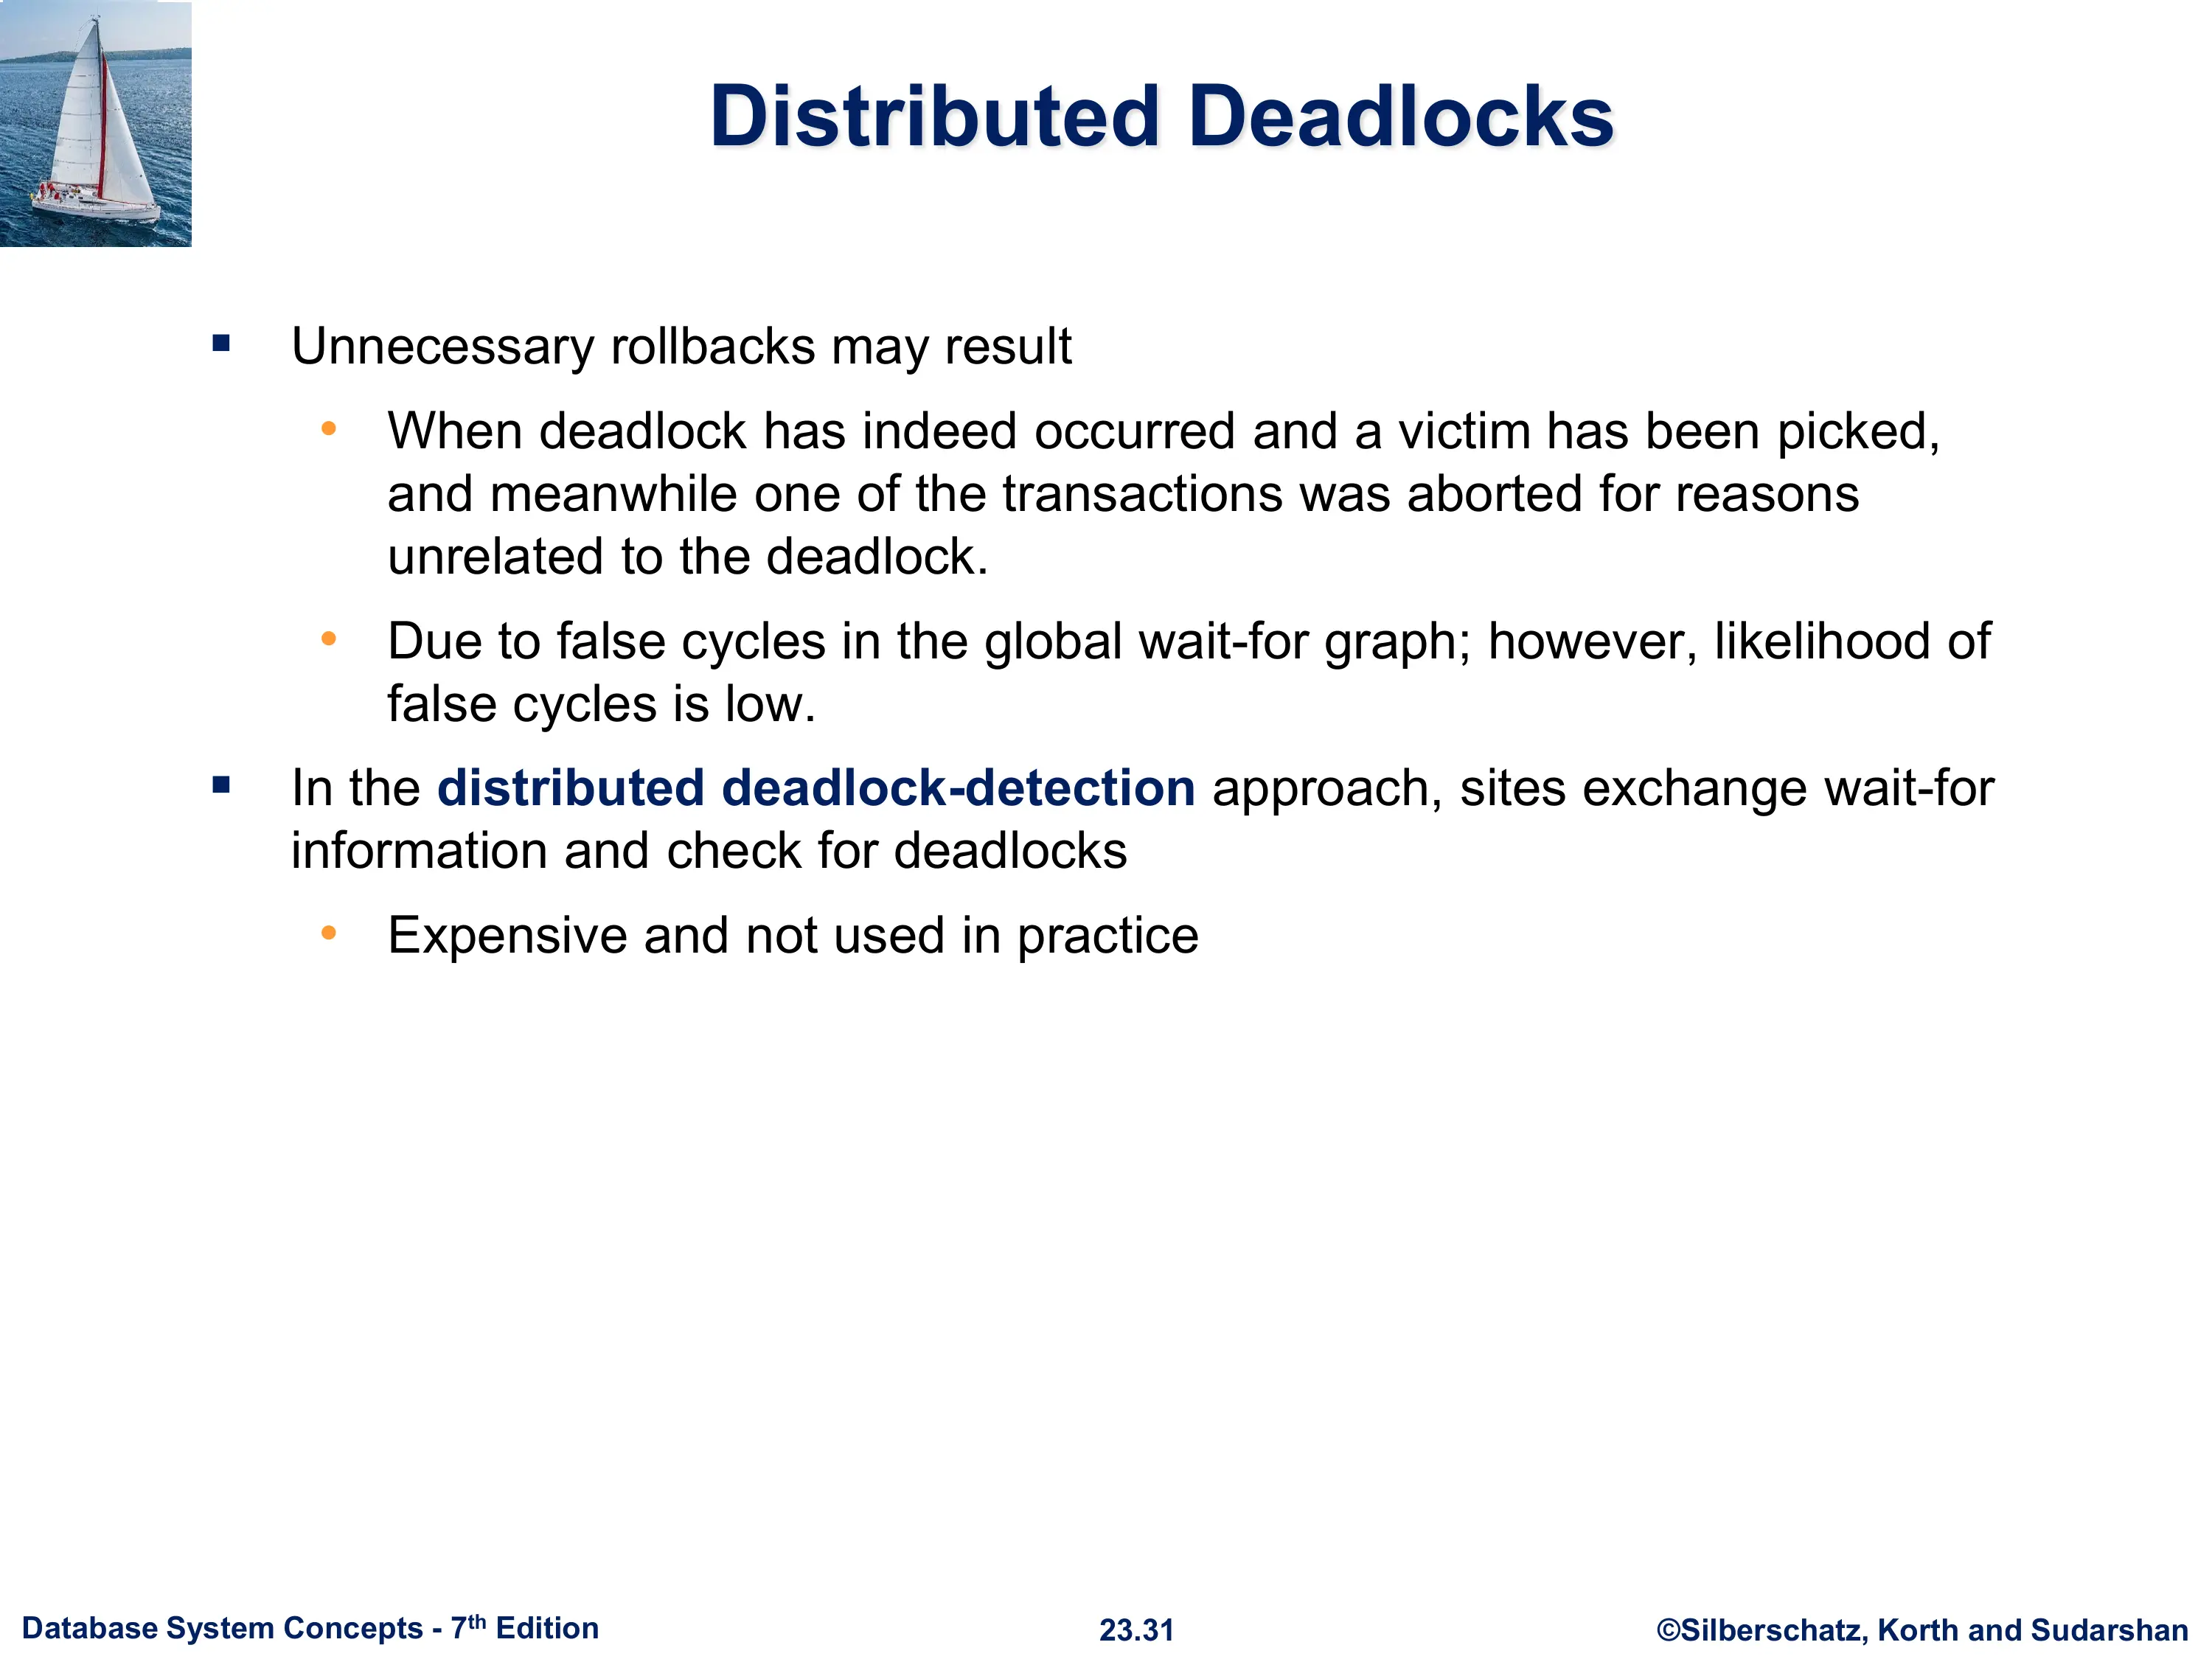 Distributed Deadlocks
▪ Unnecessary rollbacks may result
• When deadlock has indeed occurred and a victim has been picked,
and meanwhile one of the transactions was aborted for reasons
unrelated to the deadlock.
• Due to false cycles in the global wait-for graph; however, likelihood of
false cycles is low.
▪ In the distributed deadlock-detection approach, sites exchange wait-for
information and check for deadlocks
• Expensive and not used in practice
Database System Concepts - 7th Edition
23.31
©Silberschatz, Korth and Sudarshan